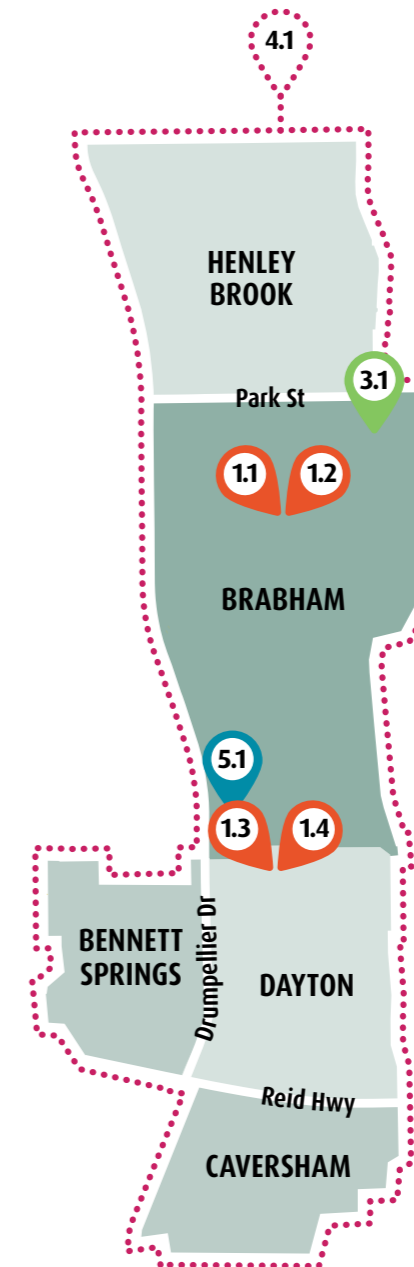 4.1
HENLEY
BROOK
3.1
Park St
1.1
1.2
BRABHAM
5.1
1.3
1.4
BENNETT
SPRINGS
Drumpellier Dr
DAYTON
Reid Hwy
CAVERSHAM